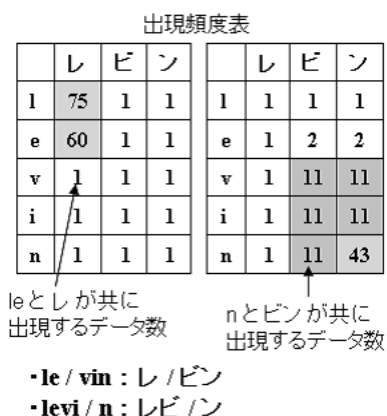 出現頻度表
レ ビ ン レ ビ ン
l 75 1 1 l 1 1 1
e 60 1 1 e 1 2 2
v 1 1 1 v 1 11 11
i 1 1 1 i 1 11 11
n 1 1 1 n 1 11 43
leとレが共に
出現するデータ数
nとビンが共に
出現するデータ数
・le / vin : レ /ビン
・levi / n : レビ /ン